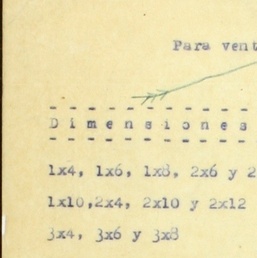 Para vent
- - - - - - - - - - - -
D i m e n s i o n e s
- - - - - - - - - - - -
1x4, 1x6, 1x8, 2x6 y 2
1x10,2x4, 2x10 y 2x12
3x4, 3x6 y 3x8